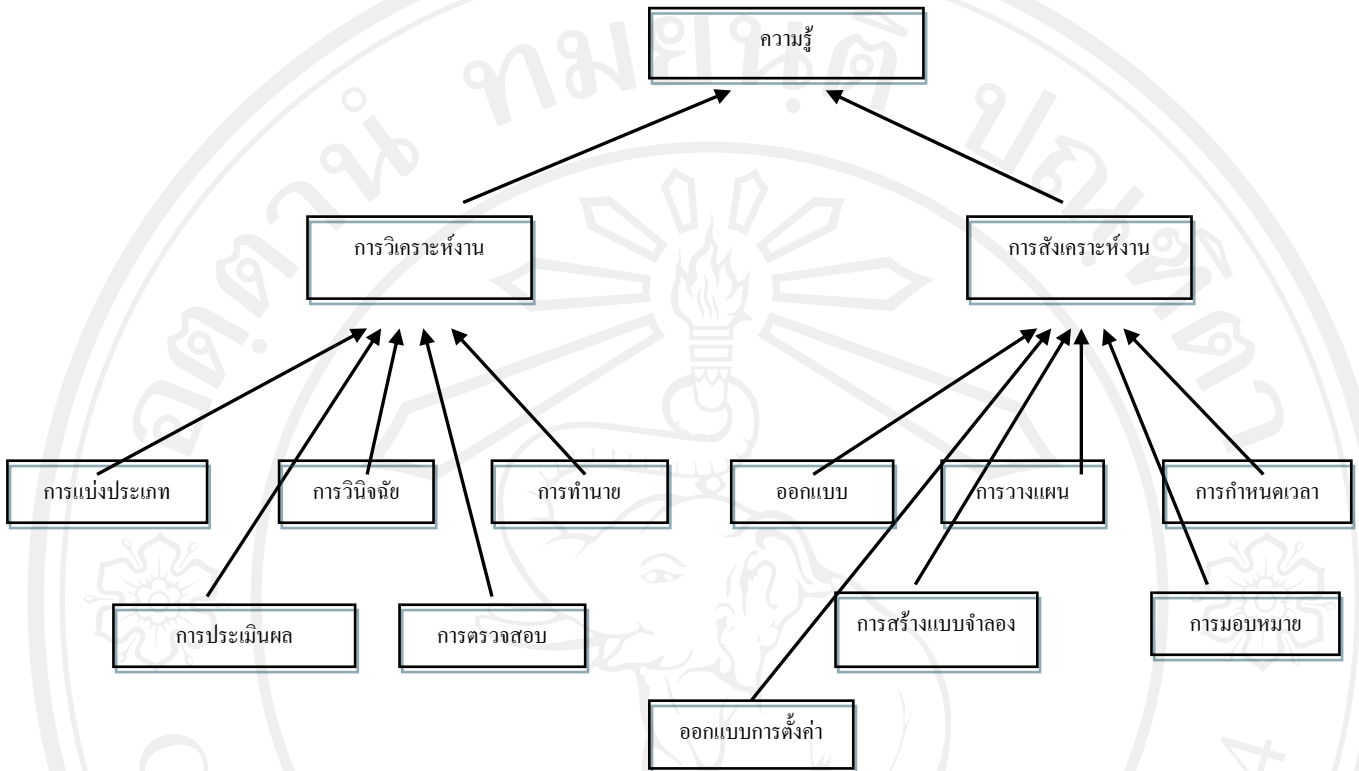 ความรู้
การวิเคราะห์งาน
การสังเคราะห์งาน
การแบ่งประเภท
การวินิจฉัย
การทำนาย
ออกแบบ
การวางแผน
การกำหนดเวลา
การประเมินผล
การตรวจสอบ
การสร้างแบบจำลอง
การมอบหมาย
ออกแบบการตั้งค่า